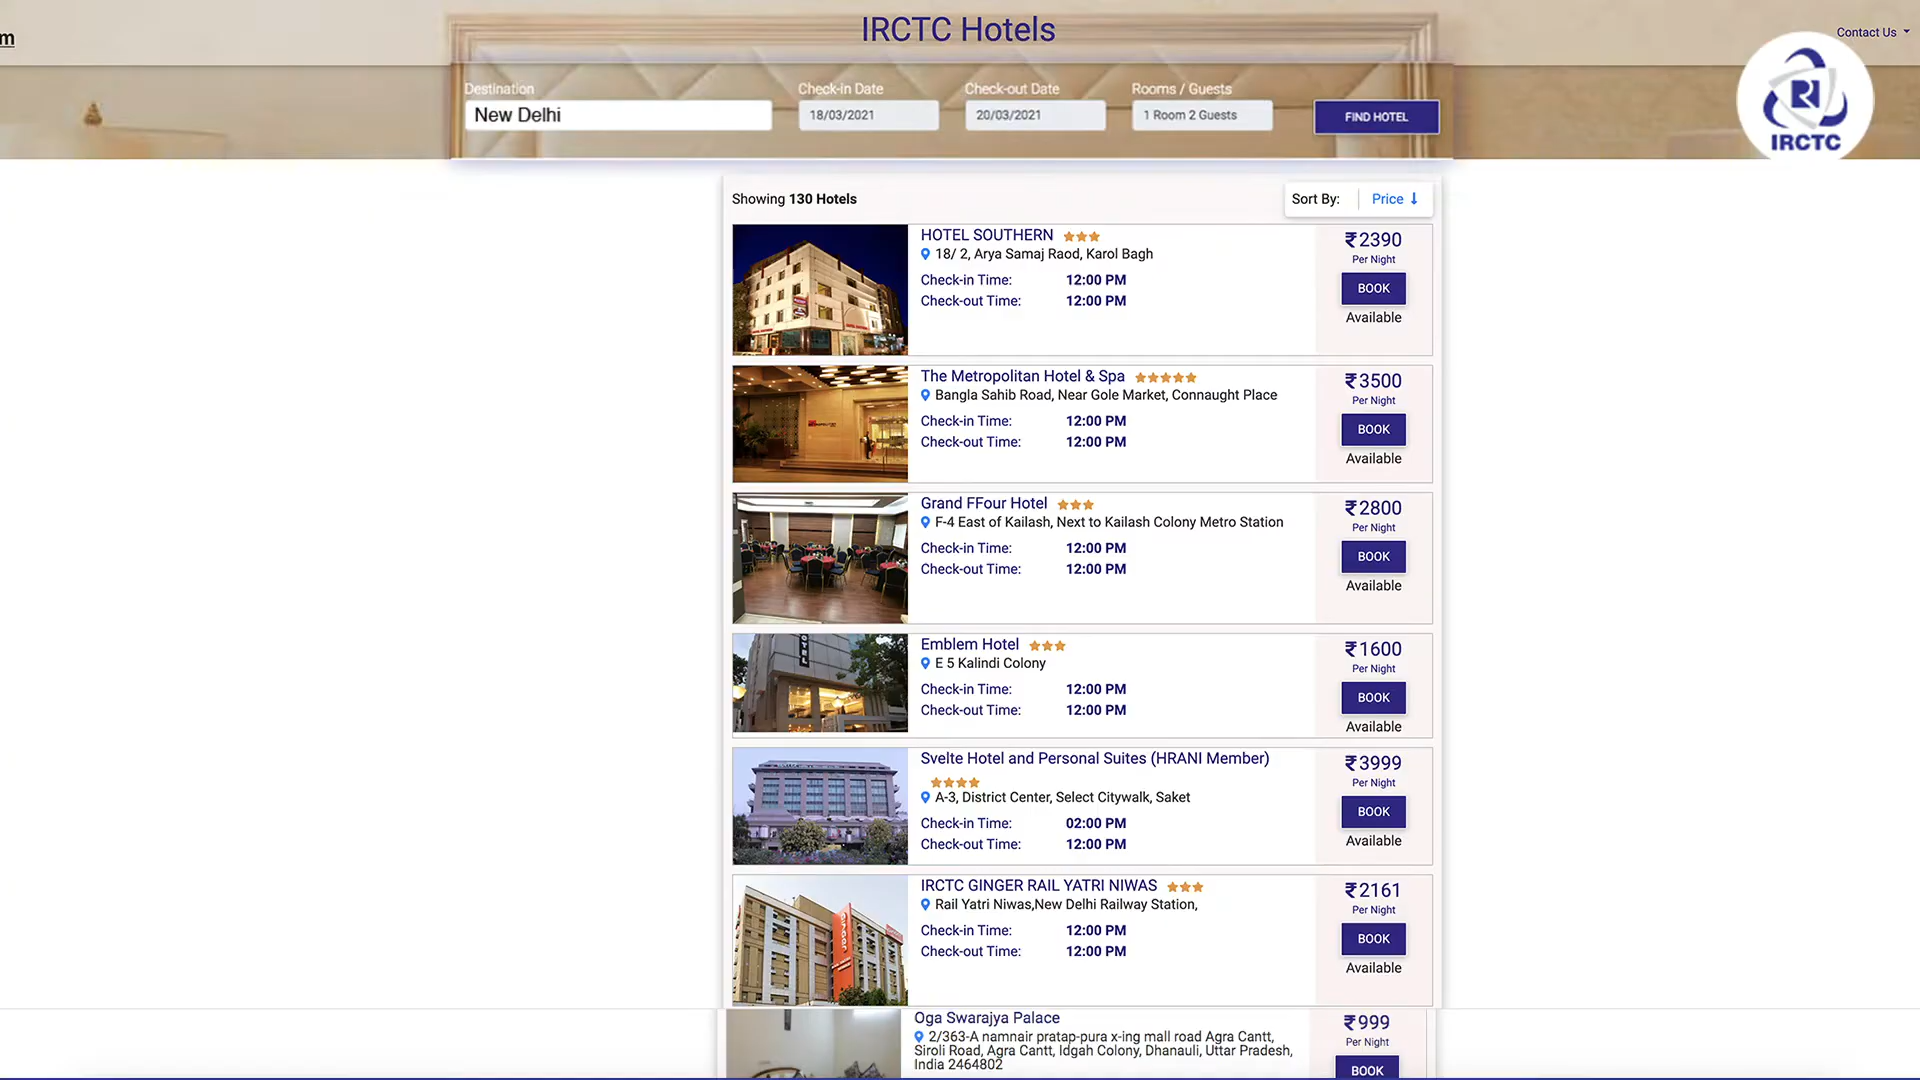 m
IRCTC Hotels
Contact Us
Destination
Check-in Date
Check-out Date
Rooms / Guests
New Delhi
18/03/2021
20/03/2021
1 Room 2 Guests
FIND HOTEL
IRCTC
Showing 130 Hotels
Sort By:
Price
HOTEL SOUTHERN
18/ 2, Arya Samaj Raod, Karol Bagh
Check-in Time: 12:00 PM
Check-out Time: 12:00 PM
₹2390
Per Night
BOOK
Available
The Metropolitan Hotel & Spa
Bangla Sahib Road, Near Gole Market, Connaught Place
Check-in Time: 12:00 PM
Check-out Time: 12:00 PM
₹3500
Per Night
BOOK
Available
Grand FFour Hotel
F-4 East of Kailash, Next to Kailash Colony Metro Station
Check-in Time: 12:00 PM
Check-out Time: 12:00 PM
₹2800
Per Night
BOOK
Available
Emblem Hotel
E 5 Kalindi Colony
Check-in Time: 12:00 PM
Check-out Time: 12:00 PM
₹1600
Per Night
BOOK
Available
Svelte Hotel and Personal Suites (HRANI Member)
A-3, District Center, Select Citywalk, Saket
Check-in Time: 02:00 PM
Check-out Time: 12:00 PM
₹3999
Per Night
BOOK
Available
IRCTC GINGER RAIL YATRI NIWAS
Rail Yatri Niwas,New Delhi Railway Station,
Check-in Time: 12:00 PM
Check-out Time: 12:00 PM
₹2161
Per Night
BOOK
Available
Oga Swarajya Palace
2/363-A namnair pratap-pura x-ing mall road Agra Cantt,
Siroli Road, Agra Cantt, Idgah Colony, Dhanauli, Uttar Pradesh,
India 2464802
₹999
Per Night
BOOK